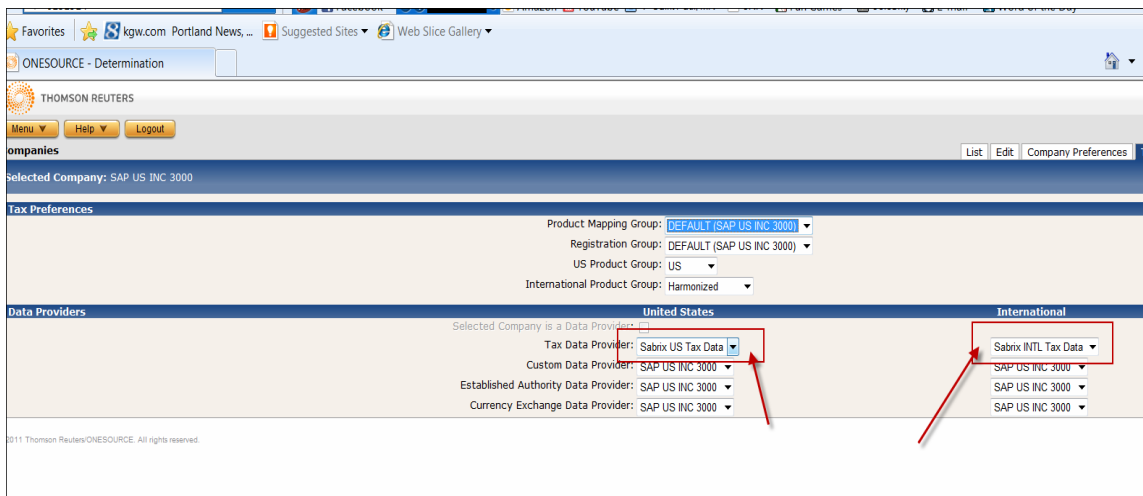 Favorites kgw.com Portland News, ... Suggested Sites ▼ Web Slice Gallery ▼
ONESOURCE - Determination
THOMSON REUTERS
Menu ▼ Help ▼ Logout
ompanies List Edit Company Preferences
Selected Company: SAP US INC 3000
Tax Preferences
Product Mapping Group: DEFAULT (SAP US INC 3000)
Registration Group: DEFAULT (SAP US INC 3000)
US Product Group: US
International Product Group: Harmonized
Data Providers United States International
Selected Company is a Data Provider:
Tax Data Provider: Sabrix US Tax Data Sabrix INTL Tax Data
Custom Data Provider: SAP US INC 3000 SAP US INC 3000
Established Authority Data Provider: SAP US INC 3000 SAP US INC 3000
Currency Exchange Data Provider: SAP US INC 3000 SAP US INC 3000
2011 Thomson Reuters/ONESOURCE. All rights reserved.